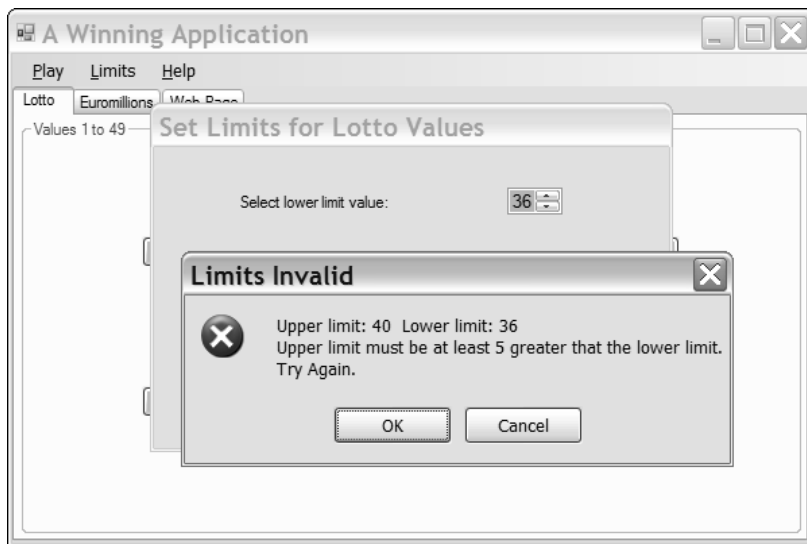 A Winning Application
Play Limits Help
Lotto Euromillions Web Page
Values 1 to 49
Set Limits for Lotto Values
Select lower limit value: 36
Limits Invalid
Upper limit: 40 Lower limit: 36
Upper limit must be at least 5 greater that the lower limit.
Try Again.
OK Cancel